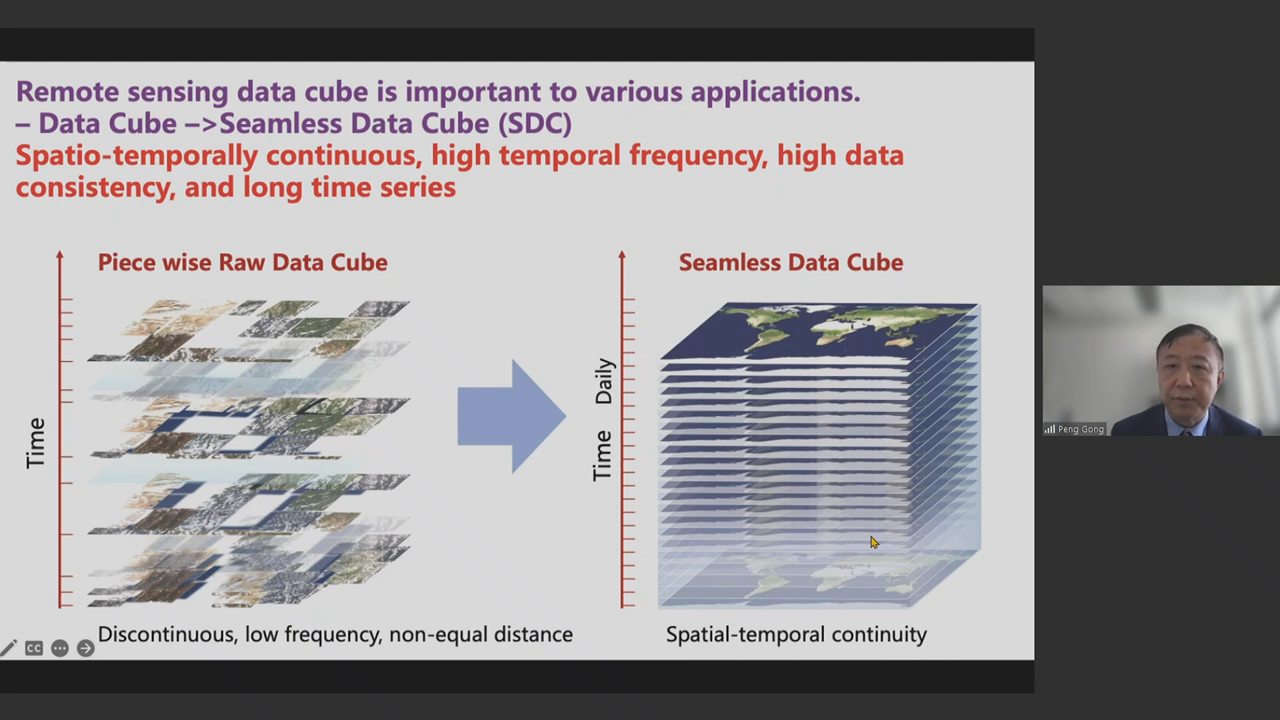 Remote sensing data cube is important to various applications.
– Data Cube –>Seamless Data Cube (SDC)
Spatio-temporally continuous, high temporal frequency, high data
consistency, and long time series
Piece wise Raw Data Cube
Seamless Data Cube
Time
Time Daily
Discontinuous, low frequency, non-equal distance
Spatial-temporal continuity
CC
Peng Gong